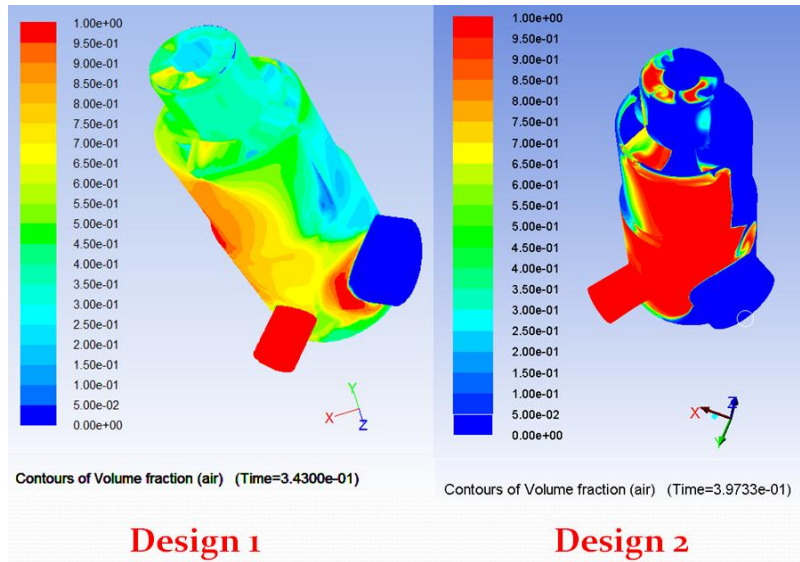 1.00e+00
9.50e-01
9.00e-01
8.50e-01
8.00e-01
7.50e-01
7.00e-01
6.50e-01
6.00e-01
5.50e-01
5.00e-01
4.50e-01
4.00e-01
3.50e-01
3.00e-01
2.50e-01
2.00e-01
1.50e-01
1.00e-01
5.00e-02
0.00e+00
Y
X
Z
Contours of Volume fraction (air) (Time=3.4300e-01)
Design 1
1.00e+00
9.50e-01
9.00e-01
8.50e-01
8.00e-01
7.50e-01
7.00e-01
6.50e-01
6.00e-01
5.50e-01
5.00e-01
4.50e-01
4.00e-01
3.50e-01
3.00e-01
2.50e-01
2.00e-01
1.50e-01
1.00e-01
5.00e-02
0.00e+00
Z
X
Y
Contours of Volume fraction (air) (Time=3.9733e-01)
Design 2